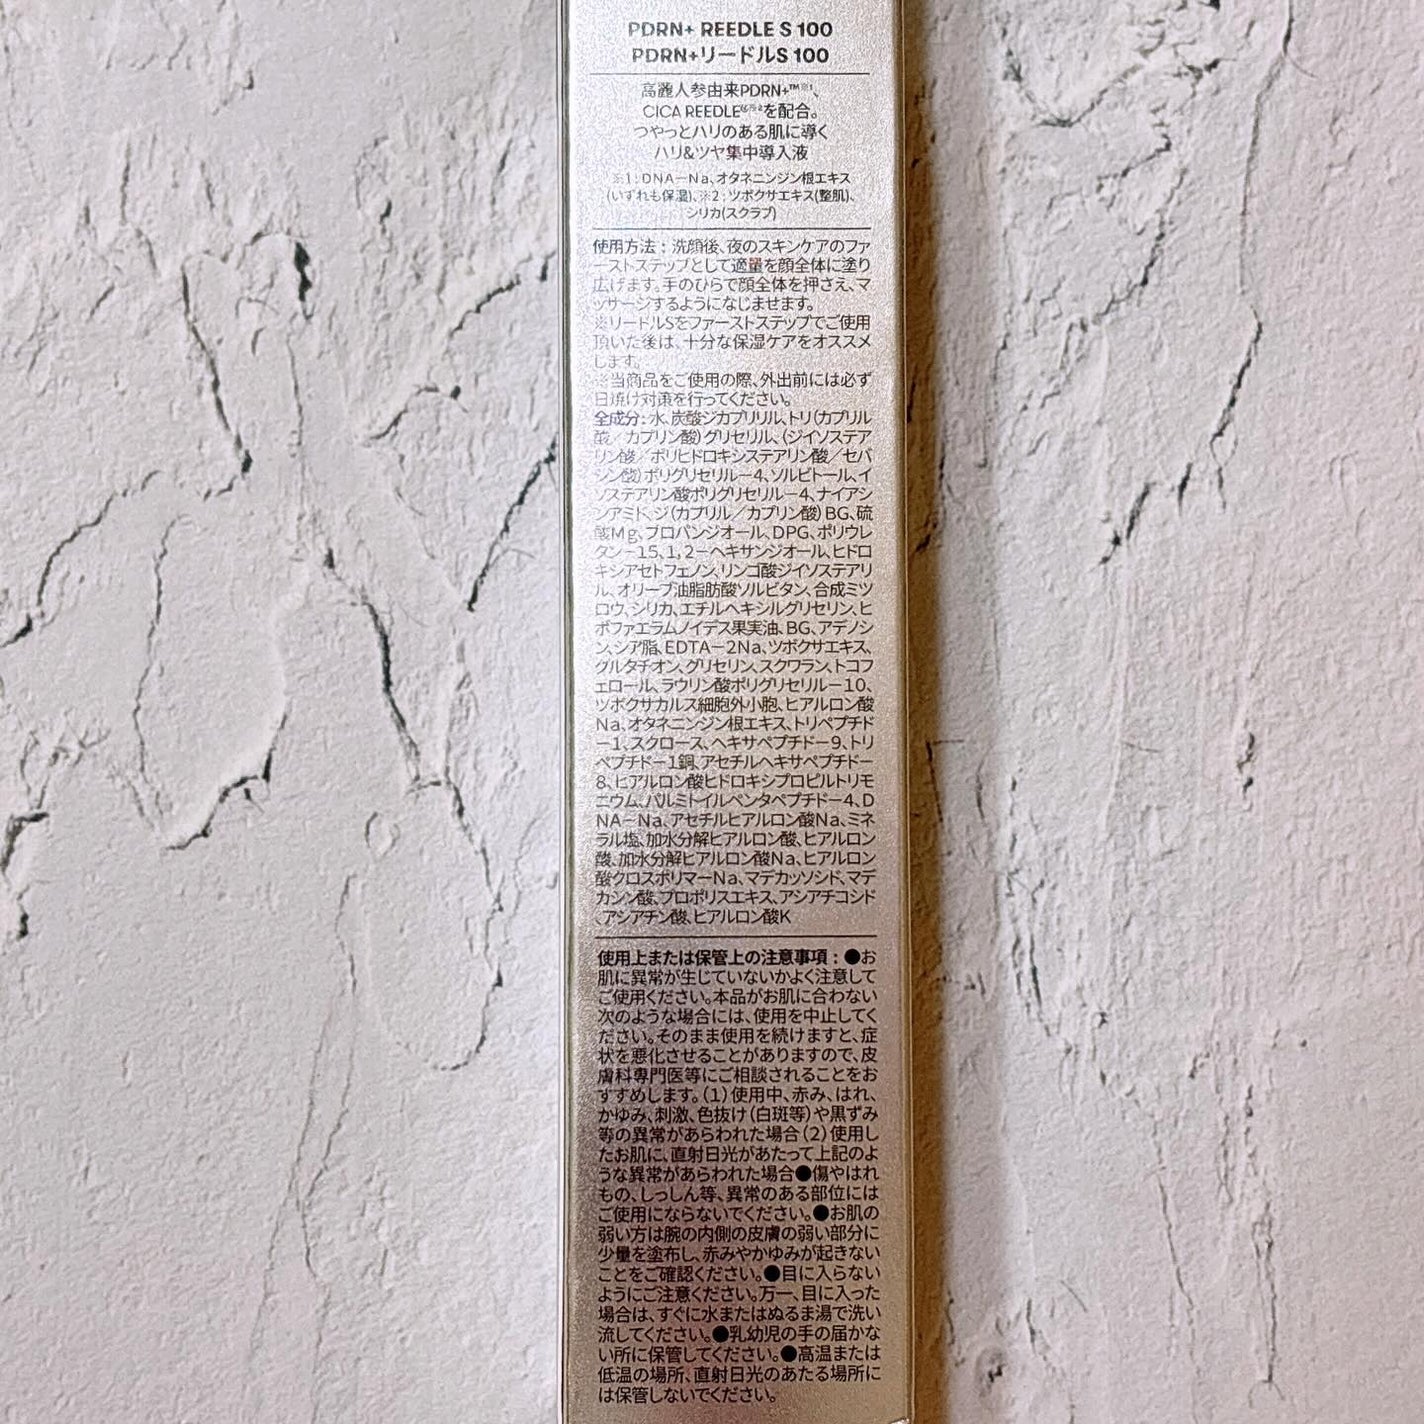 PDRN+ REEDLE S 100
PDRN+リードルS 100
高麗人参由来PDRN+™※1、
CICA REEDLE※2を配合。
つやっとハリのある肌に導く
ハリ&ツヤ集中導入液
※1：DNA－Na、オタネニンジン根エキス
(いずれも保湿)、※2：ツボクサエキス(整肌)、
シリカ(スクラブ)
使用方法：洗顔後、夜のスキンケアのファ
ーストステップとして適量を顔全体に塗り
広げます。手のひらで顔全体を押さえ、マ
ッサージするようになじませます。
※リードルSをファーストステップでご使用
頂いた後は、十分な保湿ケアをオススメ
します。
※当商品をご使用の際、外出前には必ず
日焼け対策を行ってください。
全成分：水、炭酸ジカプリリル、トリ（カプリル
酸／カプリン酸）グリセリル、（ジイソステア
リン酸／ポリヒドロキシステアリン酸／セバ
シン酸）ポリグリセリル－4、ソルビトール、イ
ソステアリン酸ポリグリセリル－4、ナイアシ
ンアミド、ジ（カプリル／カプリン酸）BG、硫
酸Mg、プロパンジオール、DPG、ポリウレ
タン－15、1，2－ヘキサンジオール、ヒドロ
キシアセトフェノン、リンゴ酸ジイソステアリ
ル、オリーブ油脂肪酸ソルビタン、合成ミツ
ロウ、シリカ、エチルヘキシルグリセリン、ヒ
ポファエラムノイデス果実油、BG、アデノシ
ン、シア脂、EDTA－2Na、ツボクサエキス、
グルタチオン、グリセリン、スクワラン、トコフ
ェロール、ラウリン酸ポリグリセリル－10、
ツボクサカルス細胞外小胞、ヒアルロン酸
Na、オタネニンジン根エキス、トリペプチド
－1、スクロース、ヘキサペプチド－9、トリ
ペプチド－1銅、アセチルヘキサペプチド－
8、ヒアルロン酸ヒドロキシプロピルトリモ
ニウム、パルミトイルペンタペプチド－4、D
NA－Na、アセチルヒアルロン酸Na、ミネ
ラル塩、加水分解ヒアルロン酸、ヒアルロン
酸、加水分解ヒアルロン酸Na、ヒアルロン
酸クロスポリマーNa、マデカッソシド、マデ
カシン酸、プロポリスエキス、アシアチコシド
、アシアチン酸、ヒアルロン酸K
使用上または保管上の注意事項：●お
肌に異常が生じていないかよく注意して
ご使用ください。本品がお肌に合わない
次のような場合には、使用を中止してく
ださい。そのまま使用を続けますと、症
状を悪化させることがありますので、皮
膚科専門医等にご相談されることをお
すすめします。（1）使用中、赤み、はれ、
かゆみ、刺激、色抜け（白斑等）や黒ずみ
等の異常があらわれた場合（2）使用し
たお肌に、直射日光があたって上記のよ
うな異常があらわれた場合●傷やはれ
もの、しっしん等、異常のある部位には
ご使用にならないでください。●お肌の
弱い方は腕の内側の皮膚の弱い部分に
少量を塗布し、赤みやかゆみが起きない
ことをご確認ください。●目に入らない
ようにご注意ください。万一、目に入った
場合は、すぐに水またはぬるま湯で洗い
流してください。●乳幼児の手の届かな
い所に保管してください。●高温または
低温の場所、直射日光のあたる場所に
は保管しないでください。